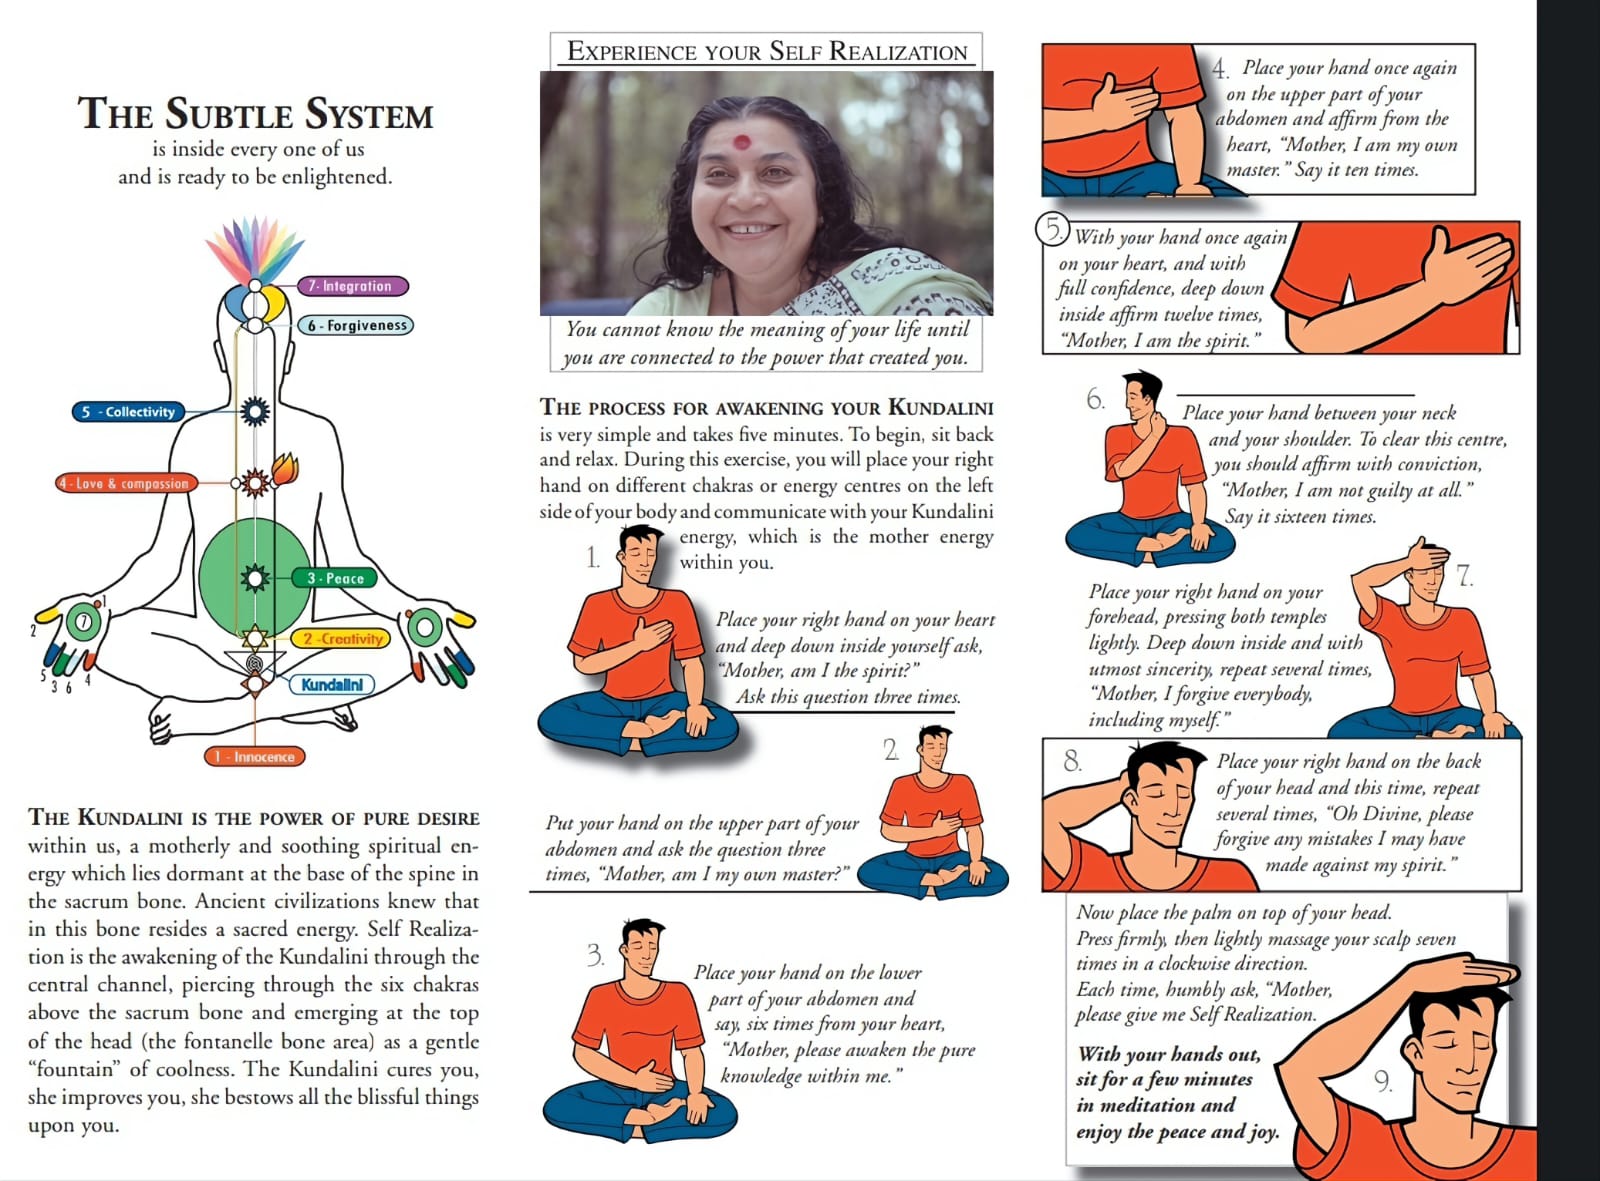 THE SUBTLE SYSTEM
is inside every one of us
and is ready to be enlightened.
7- Integration
6 - Forgiveness
5 - Collectivity
4 - Love & compassion
3 - Peace
2 -Creativity
Kundalini
1 - Innocence
1
2
7
5
3
6
4
THE KUNDALINI IS THE POWER OF PURE DESIRE
within us, a motherly and soothing spiritual en-
ergy which lies dormant at the base of the spine in
the sacrum bone. Ancient civilizations knew that
in this bone resides a sacred energy. Self Realiza-
tion is the awakening of the Kundalini through the
central channel, piercing through the six chakras
above the sacrum bone and emerging at the top
of the head (the fontanelle bone area) as a gentle
“fountain” of coolness. The Kundalini cures you,
she improves you, she bestows all the blissful things
upon you.
EXPERIENCE YOUR SELF REALIZATION
You cannot know the meaning of your life until
you are connected to the power that created you.
THE PROCESS FOR AWAKENING YOUR KUNDALINI
is very simple and takes five minutes. To begin, sit back
and relax. During this exercise, you will place your right
hand on different chakras or energy centres on the left
side of your body and communicate with your Kundalini
energy, which is the mother energy
within you.
1.
Place your right hand on your heart
and deep down inside yourself ask,
“Mother, am I the spirit?”
Ask this question three times.
2.
Put your hand on the upper part of your
abdomen and ask the question three
times, “Mother, am I my own master?”
3.
Place your hand on the lower
part of your abdomen and
say, six times from your heart,
“Mother, please awaken the pure
knowledge within me.”
4. Place your hand once again
on the upper part of your
abdomen and affirm from the
heart, “Mother, I am my own
master.” Say it ten times.
5. With your hand once again
on your heart, and with
full confidence, deep down
inside affirm twelve times,
“Mother, I am the spirit.”
6.
Place your hand between your neck
and your shoulder. To clear this centre,
you should affirm with conviction,
“Mother, I am not guilty at all.”
Say it sixteen times.
7.
Place your right hand on your
forehead, pressing both temples
lightly. Deep down inside and with
utmost sincerity, repeat several times,
“Mother, I forgive everybody,
including myself.”
8.
Place your right hand on the back
of your head and this time, repeat
several times, “Oh Divine, please
forgive any mistakes I may have
made against my spirit.”
Now place the palm on top of your head.
Press firmly, then lightly massage your scalp seven
times in a clockwise direction.
Each time, humbly ask, “Mother,
please give me Self Realization.
With your hands out,
sit for a few minutes
in meditation and
enjoy the peace and joy.
9.